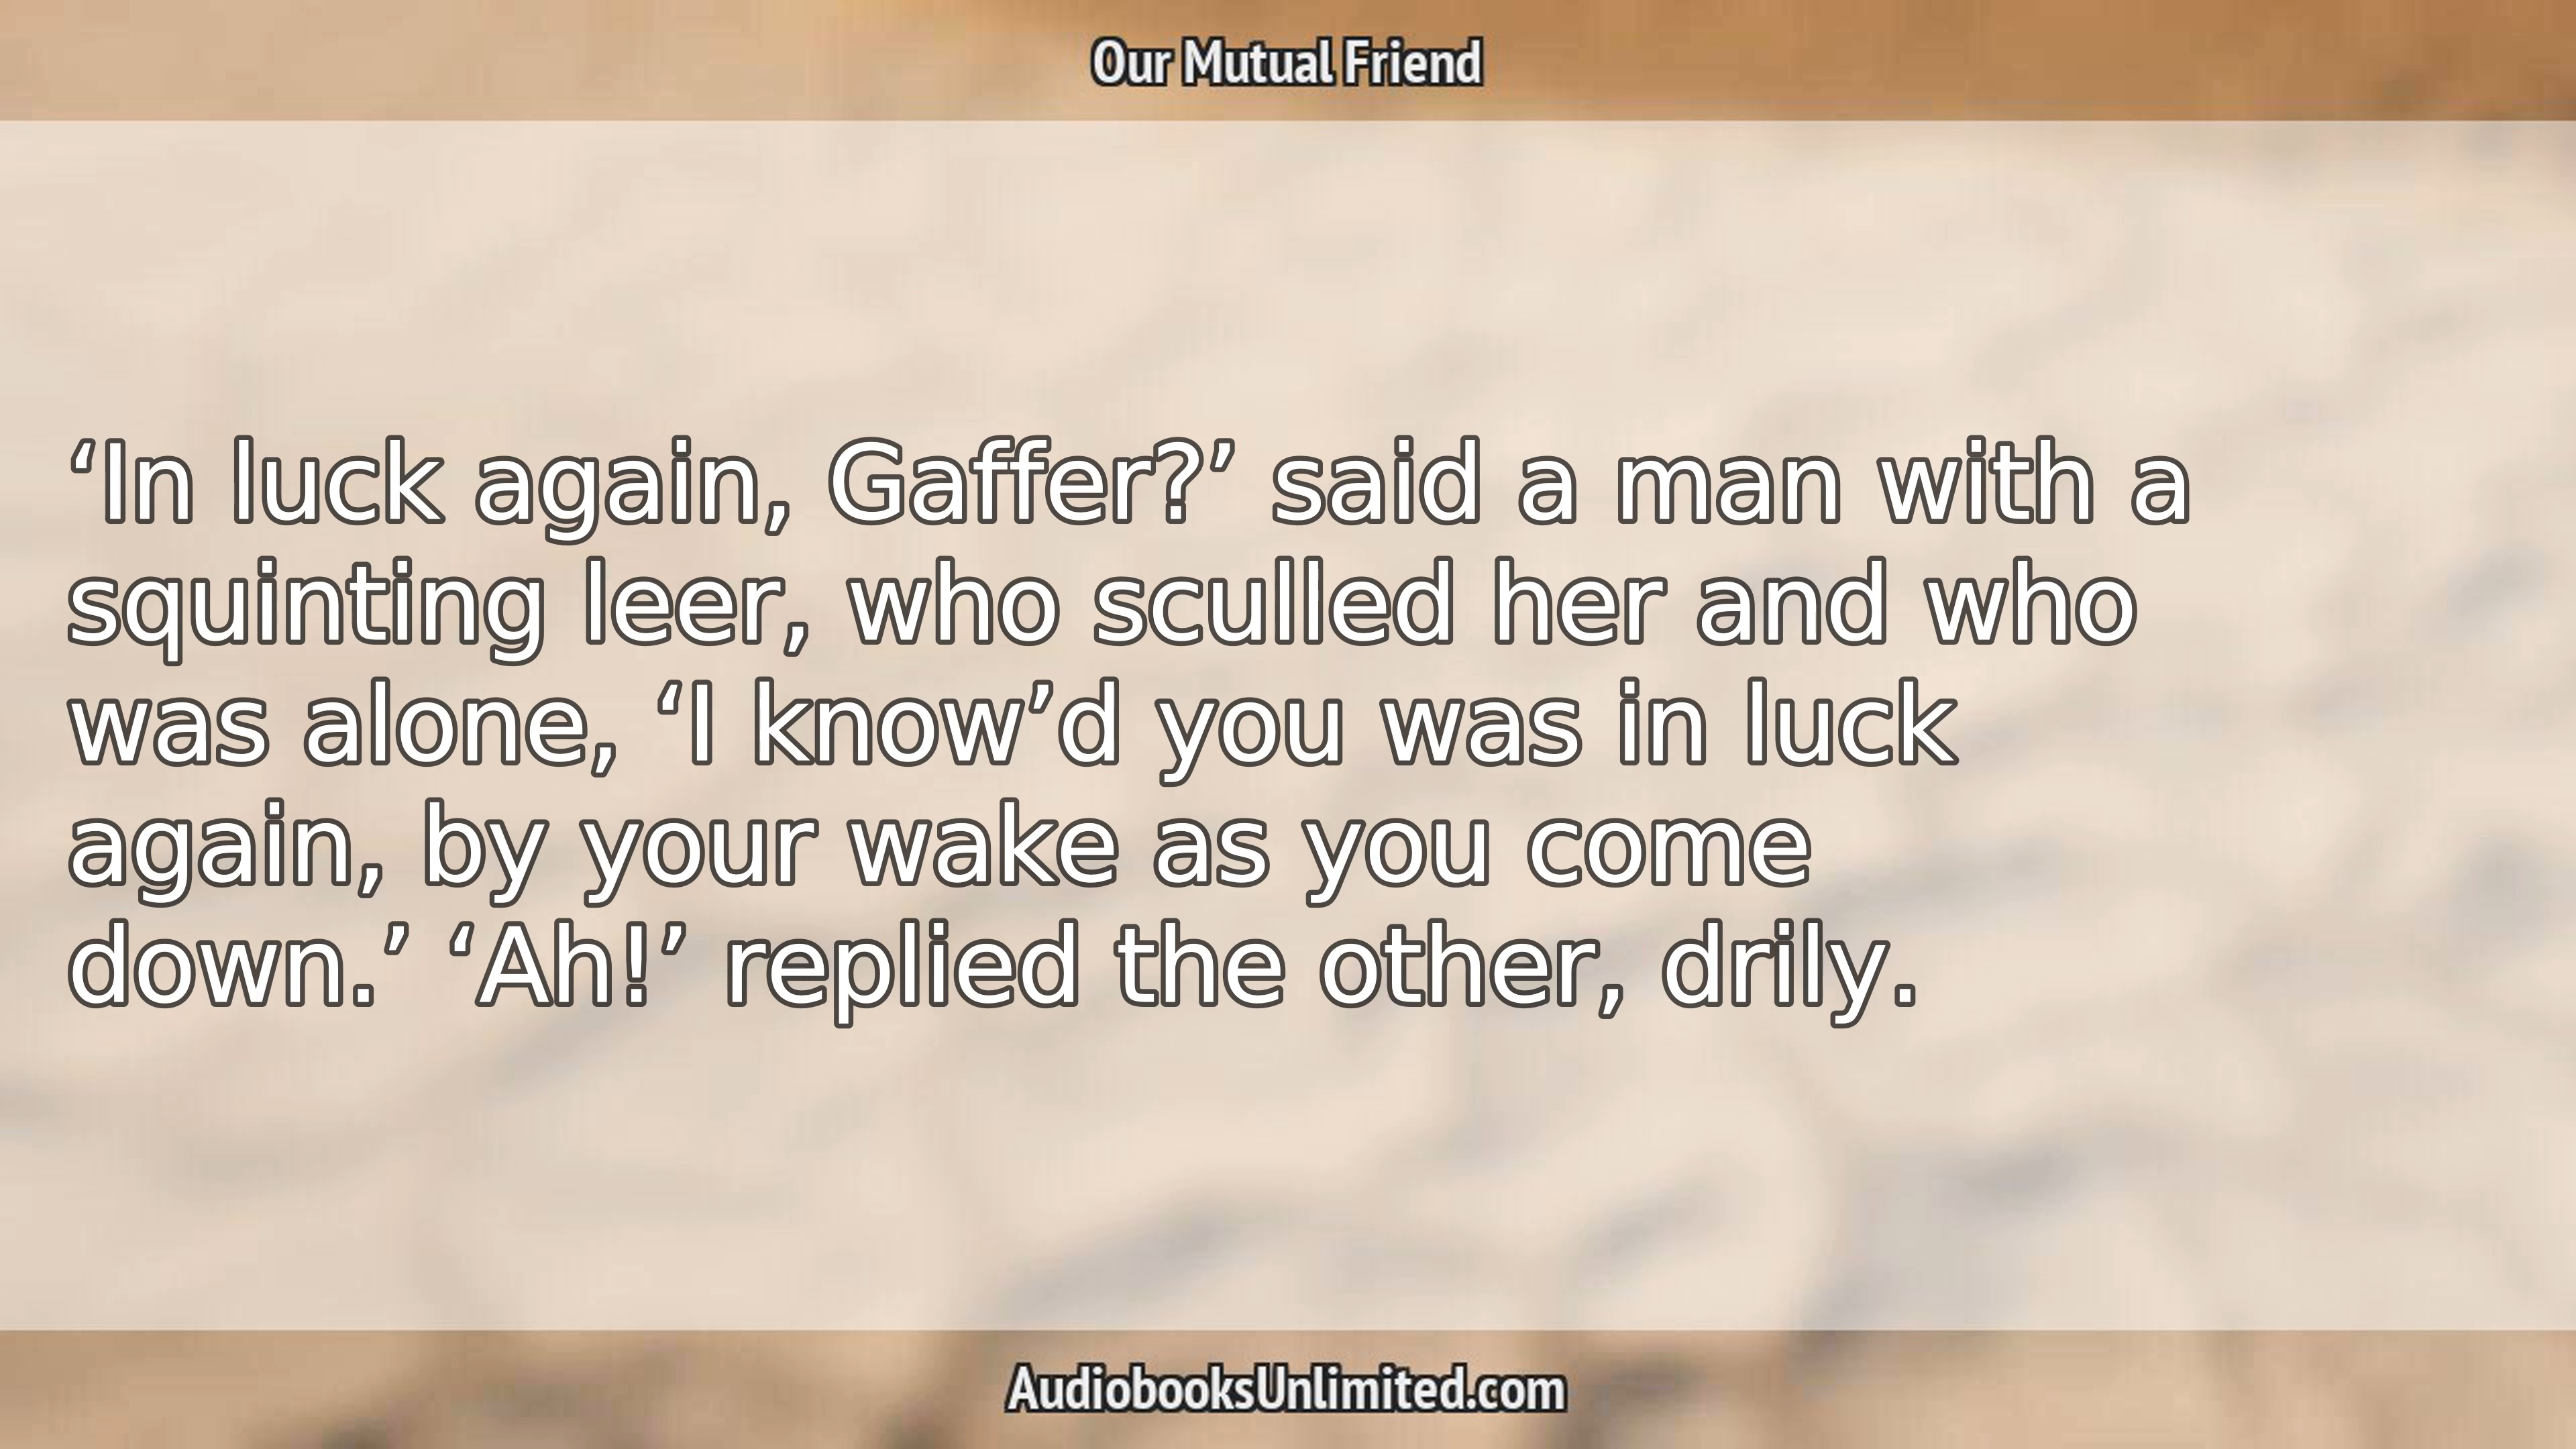 Our Mutual Friend
‘In luck again, Gaffer?’ said a man with a
squinting leer, who sculled her and who
was alone, ‘I know’d you was in luck
again, by your wake as you come
down.’ ‘Ah!’ replied the other, drily.
AudiobooksUnlimited.com